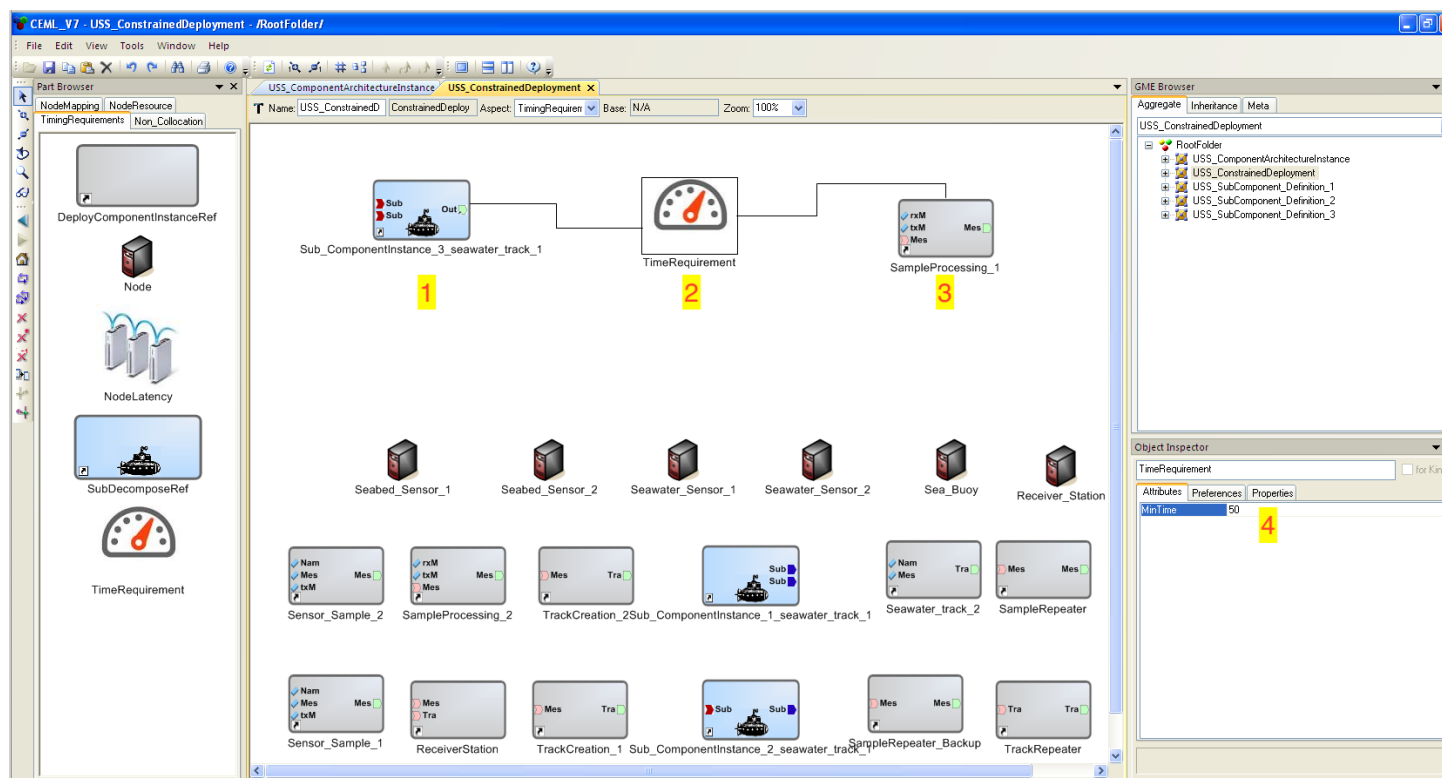 CEML_V7 - USS_ConstrainedDeployment - /RootFolder/
File Edit View Tools Window Help
Part Browser
NodeMapping NodeResource
TimingRequirements Non_Collocation
DeployComponentInstanceRef
Node
NodeLatency
SubDecomposeRef
TimeRequirement
USS_ComponentArchitectureInstance USS_ConstrainedDeployment
Name: USS_ConstrainedD ConstrainedDeploy Aspect: TimingRequiren Base: N/A Zoom: 100%
Sub
Sub
Out
Sub_ComponentInstance_3_seawater_track_1
1
TimeRequirement
2
rxM
txM
Mes Mes
SampleProcessing_1
3
Seabed_Sensor_1 Seabed_Sensor_2 Seawater_Sensor_1 Seawater_Sensor_2 Sea_Buoy Receiver_Station
Nam
Mes Mes
txM
Sensor_Sample_2
rxM
txM Mes
Mes
SampleProcessing_2
Mes Tra
TrackCreation_2
Sub
Sub
Sub_ComponentInstance_1_seawater_track_1
Nam
Mes Tra
Seawater_track_2
Mes Mes
SampleRepeater
Nam
Mes Mes
txM
Sensor_Sample_1
Mes
Tra
ReceiverStation
Mes Tra
TrackCreation_1
Sub Sub
Sub_ComponentInstance_2_seawater_track_1
Mes Mes
SampleRepeater_Backup
Tra Tra
TrackRepeater
GME Browser
Aggregate Inheritance Meta
USS_ConstrainedDeployment
RootFolder
USS_ComponentArchitectureInstance
USS_ConstrainedDeployment
USS_SubComponent_Definition_1
USS_SubComponent_Definition_2
USS_SubComponent_Definition_3
Object Inspector
TimeRequirement for Kin
Attributes Preferences Properties
MinTime 50
4